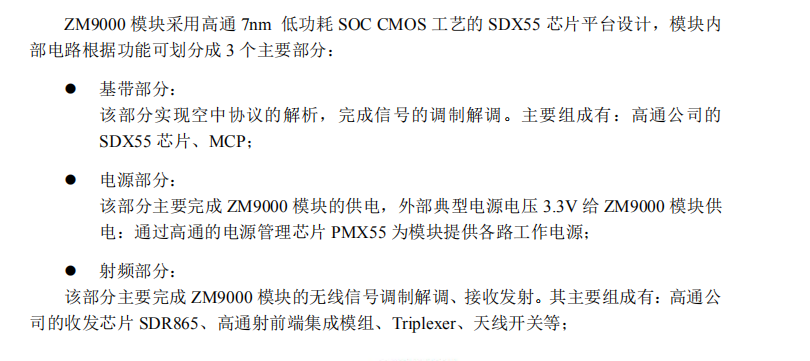 ZM9000 模块采用高通 7nm 低功耗 SOC CMOS 工艺的 SDX55 芯片平台设计，模块内
部电路根据功能可划分成 3 个主要部分：
● 基带部分：
该部分实现空中协议的解析，完成信号的调制解调。主要组成有：高通公司的
SDX55 芯片、MCP；
● 电源部分：
该部分主要完成 ZM9000 模块的供电，外部典型电源电压 3.3V 给 ZM9000 模块供
电：通过高通的电源管理芯片 PMX55 为模块提供各路工作电源；
● 射频部分：
该部分主要完成 ZM9000 模块的无线信号调制解调、接收发射。其主要组成有：高通公
司的收发芯片 SDR865、高通射前端集成模组、Triplexer、天线开关等；